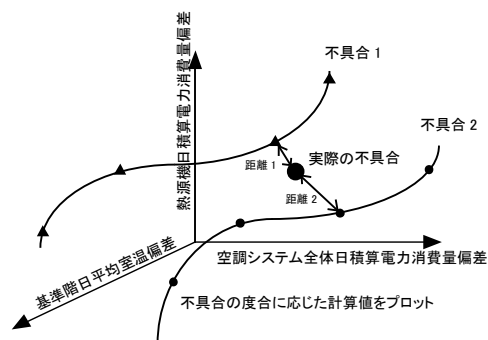 不具合 1
熱源機日積算電力消費量偏差
不具合 2
実際の不具合
距離 1
距離 2
基準階日平均室温偏差
空調システム全体日積算電力消費量偏差
不具合の度合に応じた計算値をプロット